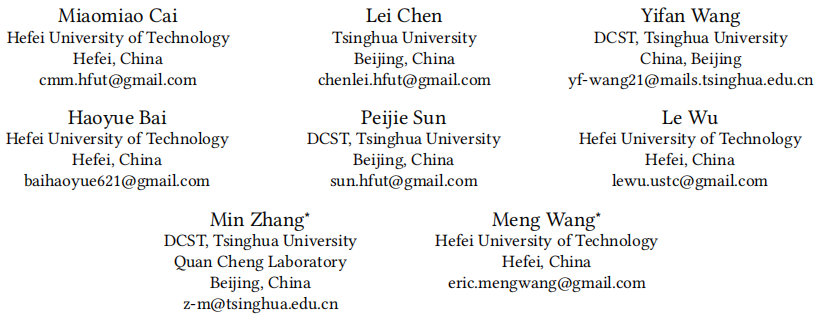 Miaomiao Cai
Hefei University of Technology
Hefei, China
cmm.hfut@gmail.com
Lei Chen
Tsinghua University
Beijing, China
chenlei.hfut@gmail.com
Yifan Wang
DCST, Tsinghua University
China, Beijing
yf-wang21@mails.tsinghua.edu.cn
Haoyue Bai
Hefei University of Technology
Hefei, China
baihaoyue621@gmail.com
Peijie Sun
DCST, Tsinghua University
Beijing, China
sun.hfut@gmail.com
Le Wu
Hefei University of Technology
Hefei, China
lewu.ustc@gmail.com
Min Zhang*
DCST, Tsinghua University
Quan Cheng Laboratory
Beijing, China
z-m@tsinghua.edu.cn
Meng Wang*
Hefei University of Technology
Hefei, China
eric.mengwang@gmail.com